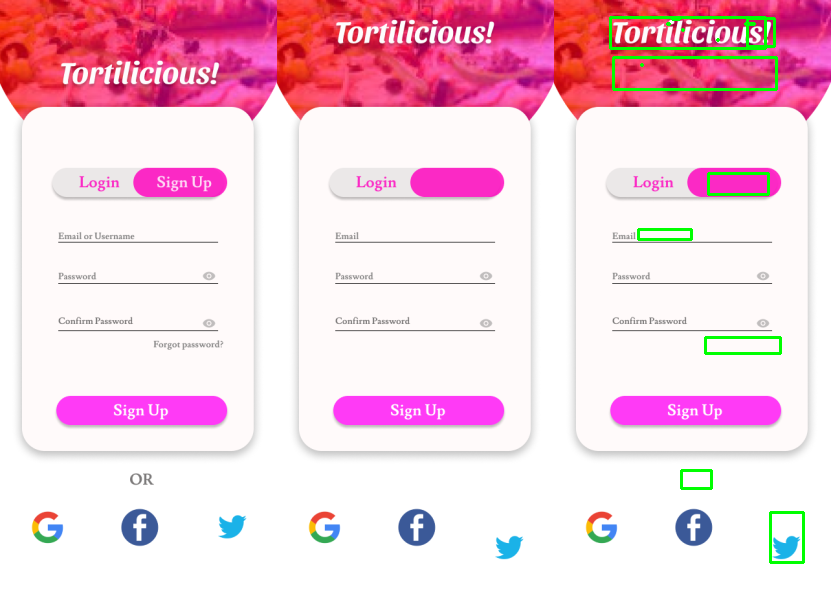 Tortilicious!
Login Sign Up
Email or Username
Password
Confirm Password
Forgot password?
Sign Up
OR
Tortilicious!
Login
Email
Password
Confirm Password
Sign Up
Tortilicious!
Login
Email
Password
Confirm Password
Sign Up